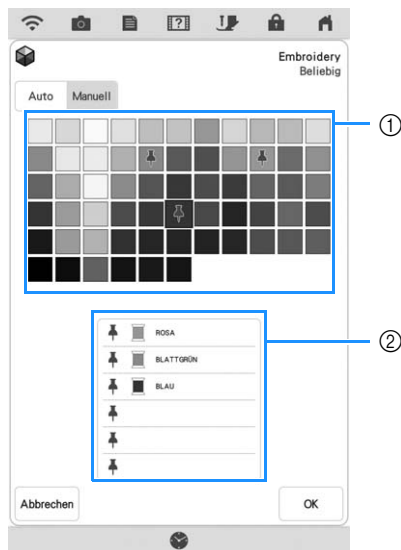 Embroidery
Beliebig
Auto Manuell
①
②
ROSA
BLATTGRÜN
BLAU
Abbrechen OK